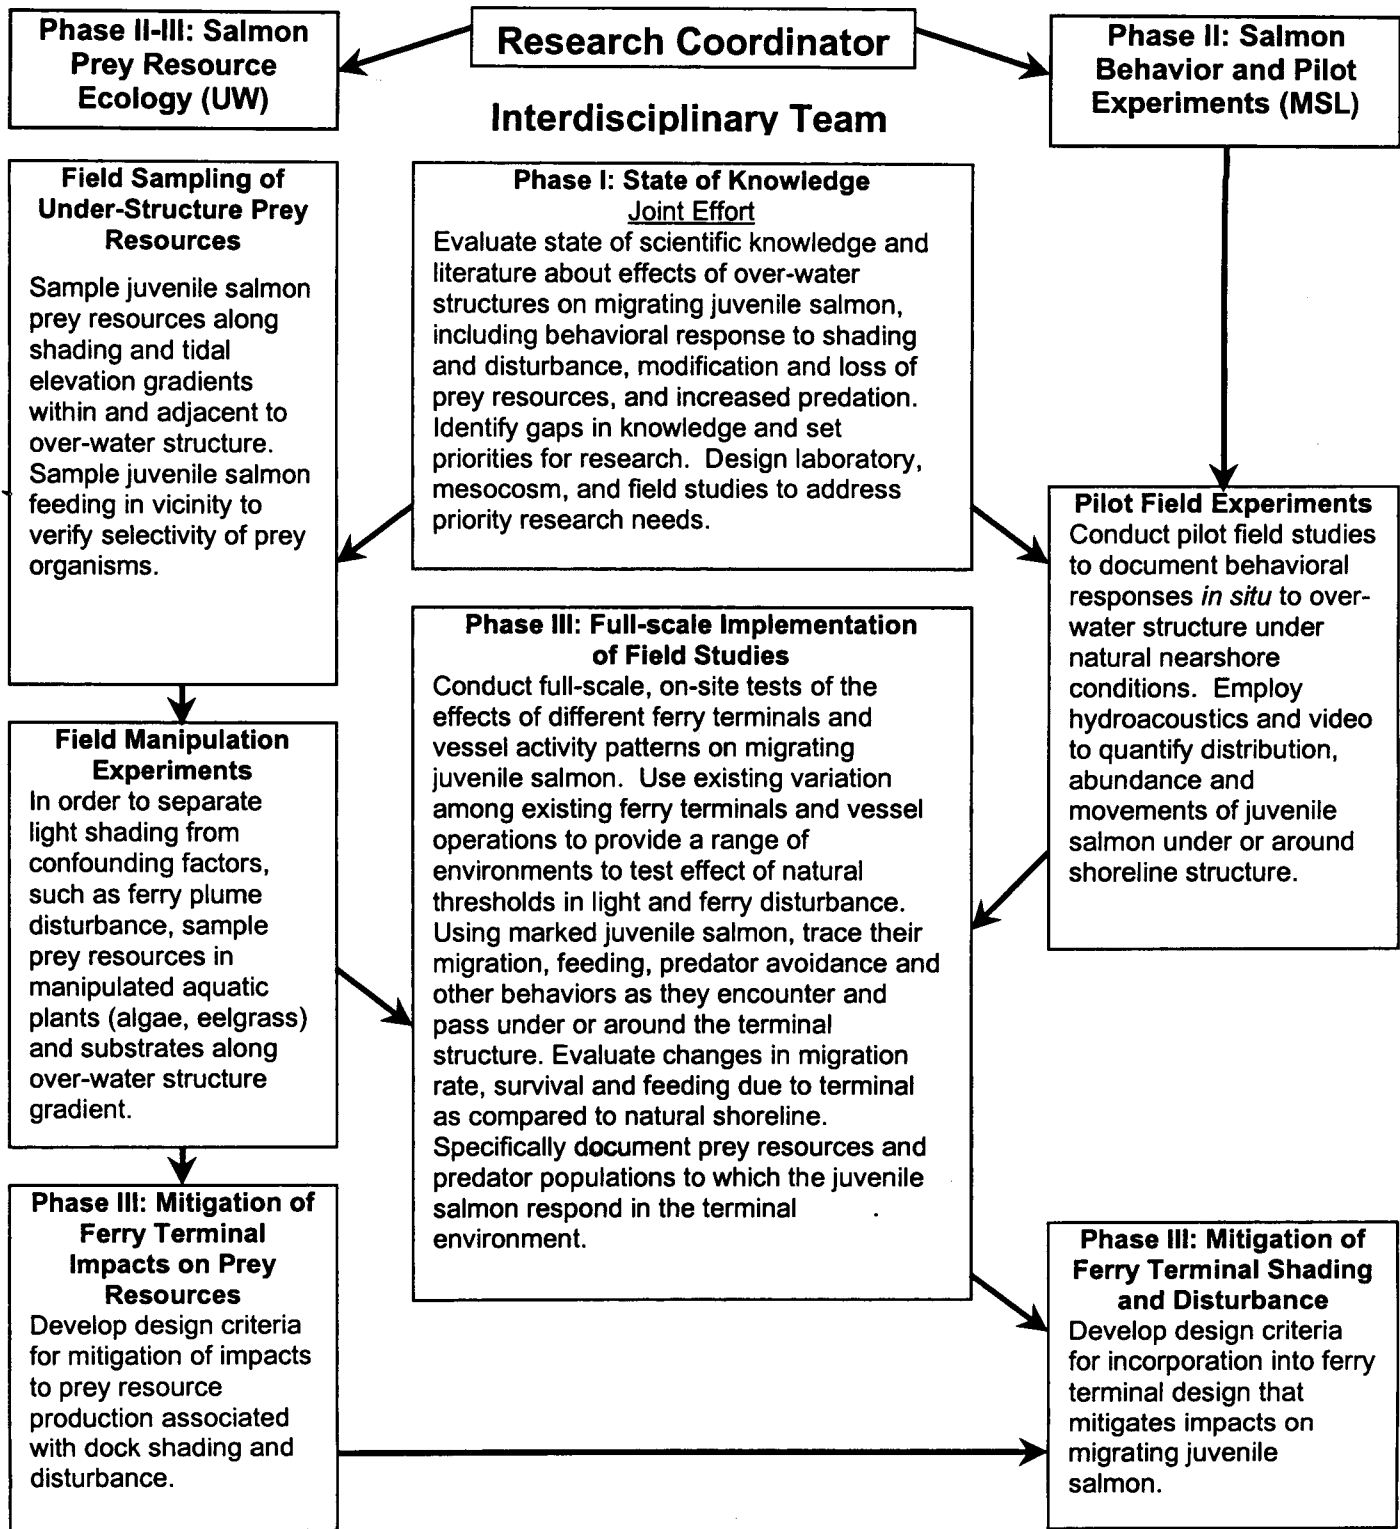 Phase II-III: Salmon
Prey Resource
Ecology (UW)
Research Coordinator
Phase II: Salmon
Behavior and Pilot
Experiments (MSL)
Interdisciplinary Team
Field Sampling of
Under-Structure Prey
Resources
Sample juvenile salmon
prey resources along
shading and tidal
elevation gradients
within and adjacent to
over-water structure.
Sample juvenile salmon
feeding in vicinity to
verify selectivity of prey
organisms.
Phase I: State of Knowledge
Joint Effort
Evaluate state of scientific knowledge and
literature about effects of over-water
structures on migrating juvenile salmon,
including behavioral response to shading
and disturbance, modification and loss of
prey resources, and increased predation.
Identify gaps in knowledge and set
priorities for research. Design laboratory,
mesocosm, and field studies to address
priority research needs.
Pilot Field Experiments
Conduct pilot field studies
to document behavioral
responses in situ to over-
water structure under
natural nearshore
conditions. Employ
hydroacoustics and video
to quantify distribution,
abundance and
movements of juvenile
salmon under or around
shoreline structure.
Field Manipulation
Experiments
In order to separate
light shading from
confounding factors,
such as ferry plume
disturbance, sample
prey resources in
manipulated aquatic
plants (algae, eelgrass)
and substrates along
over-water structure
gradient.
Phase III: Full-scale Implementation
of Field Studies
Conduct full-scale, on-site tests of the
effects of different ferry terminals and
vessel activity patterns on migrating
juvenile salmon. Use existing variation
among existing ferry terminals and vessel
operations to provide a range of
environments to test effect of natural
thresholds in light and ferry disturbance.
Using marked juvenile salmon, trace their
migration, feeding, predator avoidance and
other behaviors as they encounter and
pass under or around the terminal
structure. Evaluate changes in migration
rate, survival and feeding due to terminal
as compared to natural shoreline.
Specifically document prey resources and
predator populations to which the juvenile
salmon respond in the terminal
environment.
Phase III: Mitigation of
Ferry Terminal
Impacts on Prey
Resources
Develop design criteria
for mitigation of impacts
to prey resource
production associated
with dock shading and
disturbance.
Phase III: Mitigation of
Ferry Terminal Shading
and Disturbance
Develop design criteria
for incorporation into ferry
terminal design that
mitigates impacts on
migrating juvenile
salmon.